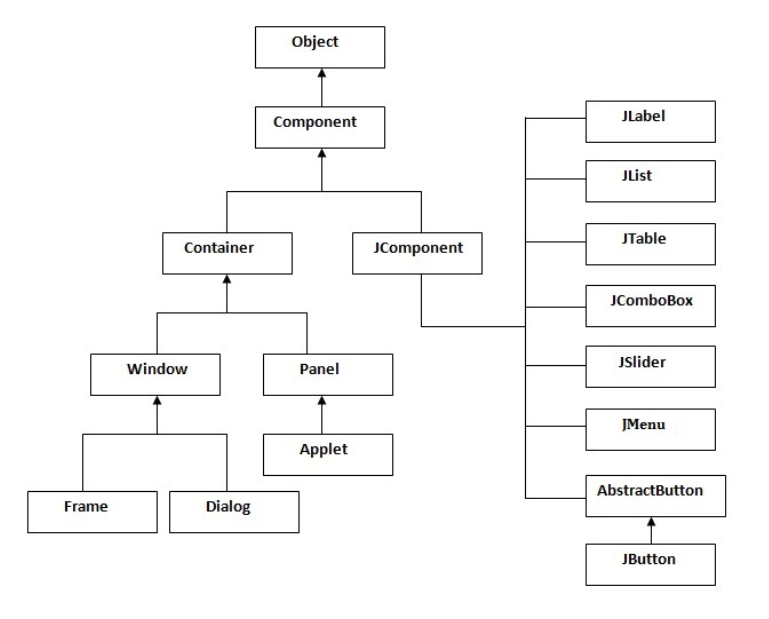 Object
Component
Container
JComponent
Window
Panel
Applet
Frame
Dialog
JLabel
JList
JTable
JComboBox
JSlider
JMenu
AbstractButton
JButton